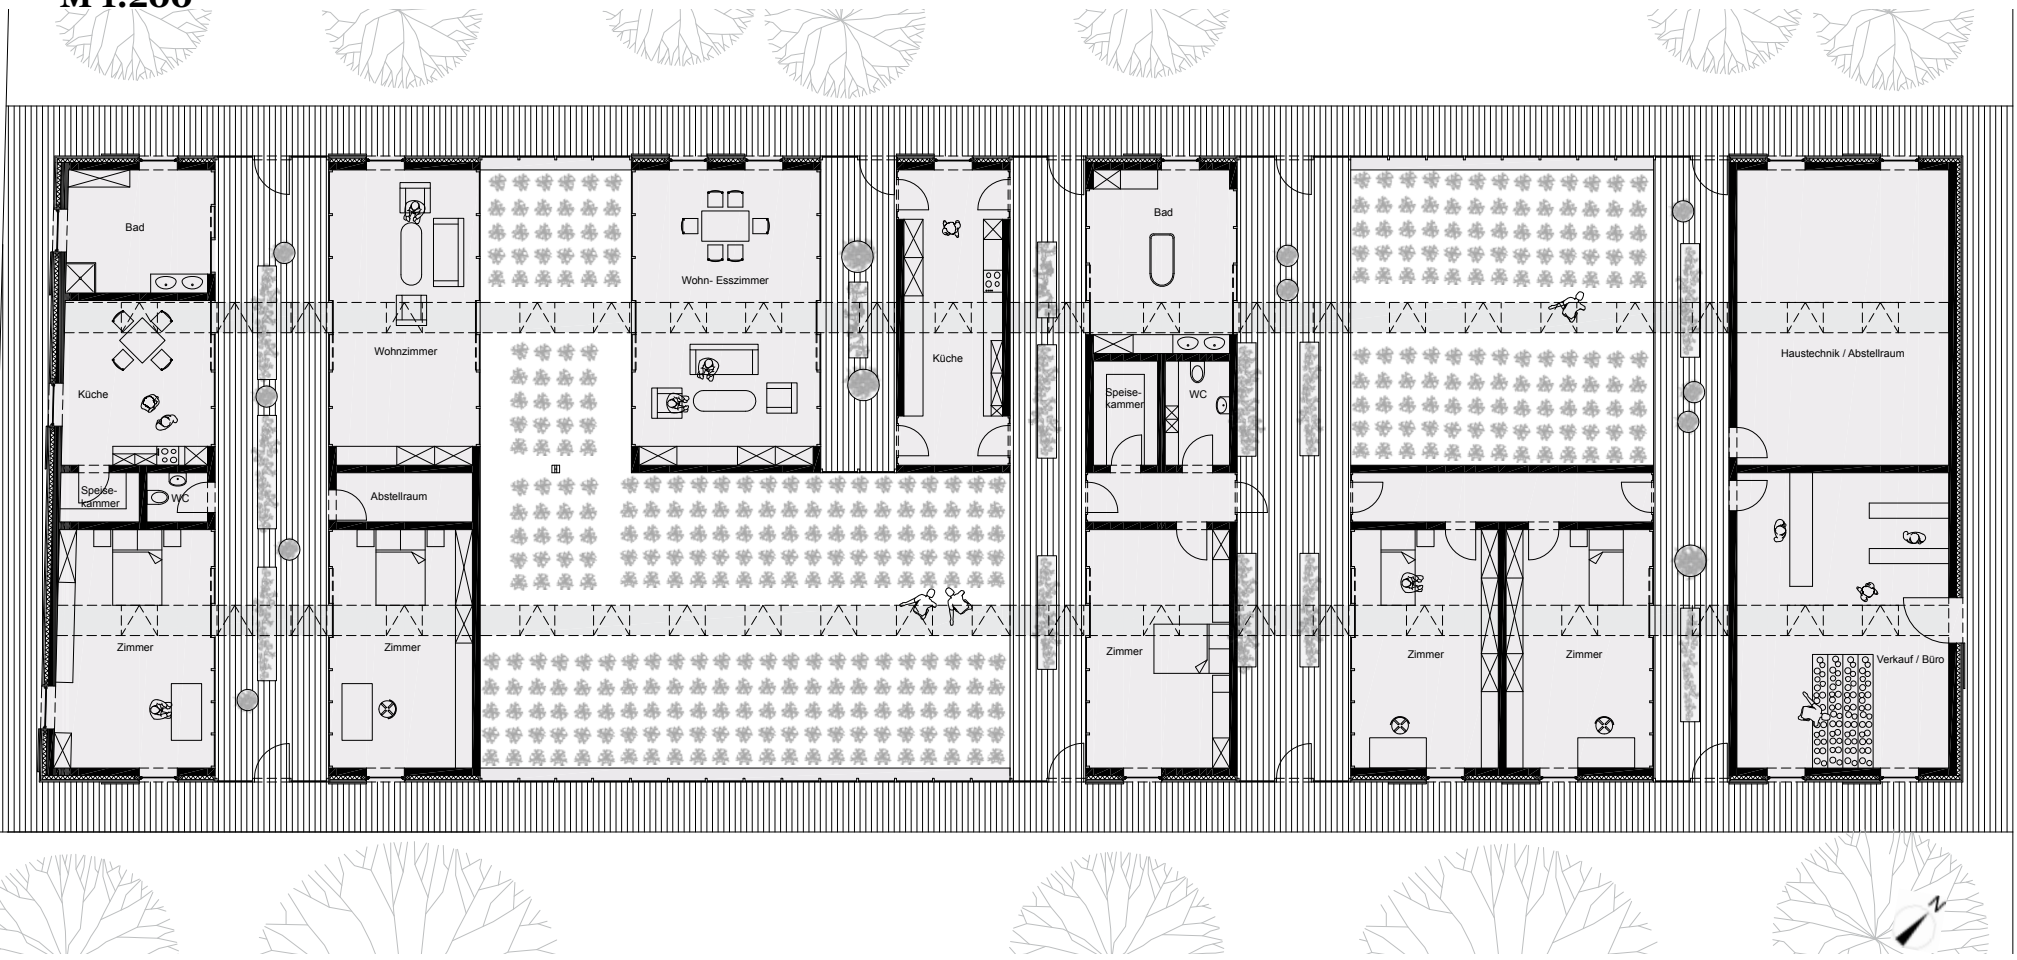 M 1:200
Bad
Küche
Speise-
kammer
WC
Zimmer
Wohnzimmer
Abstellraum
Zimmer
Wohn- Esszimmer
Küche
Bad
Speise-
kammer
WC
Zimmer
Zimmer
Zimmer
Haustechnik / Abstellraum
Verkauf / Büro
N